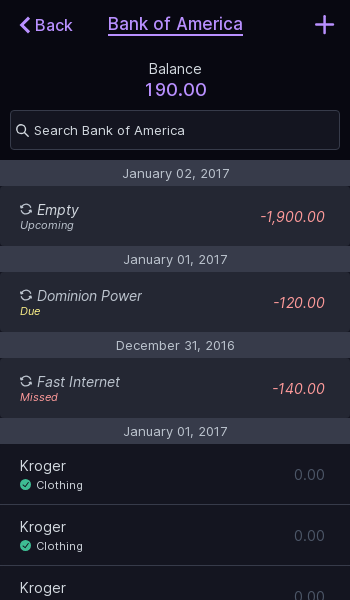 Back
Bank of America
Balance
190.00
Search Bank of America
January 02, 2017
Empty
-1,900.00
Upcoming
January 01, 2017
Dominion Power
-120.00
Due
December 31, 2016
Fast Internet
-140.00
Missed
January 01, 2017
Kroger
0.00
Clothing
Kroger
0.00
Clothing
Kroger
0.00